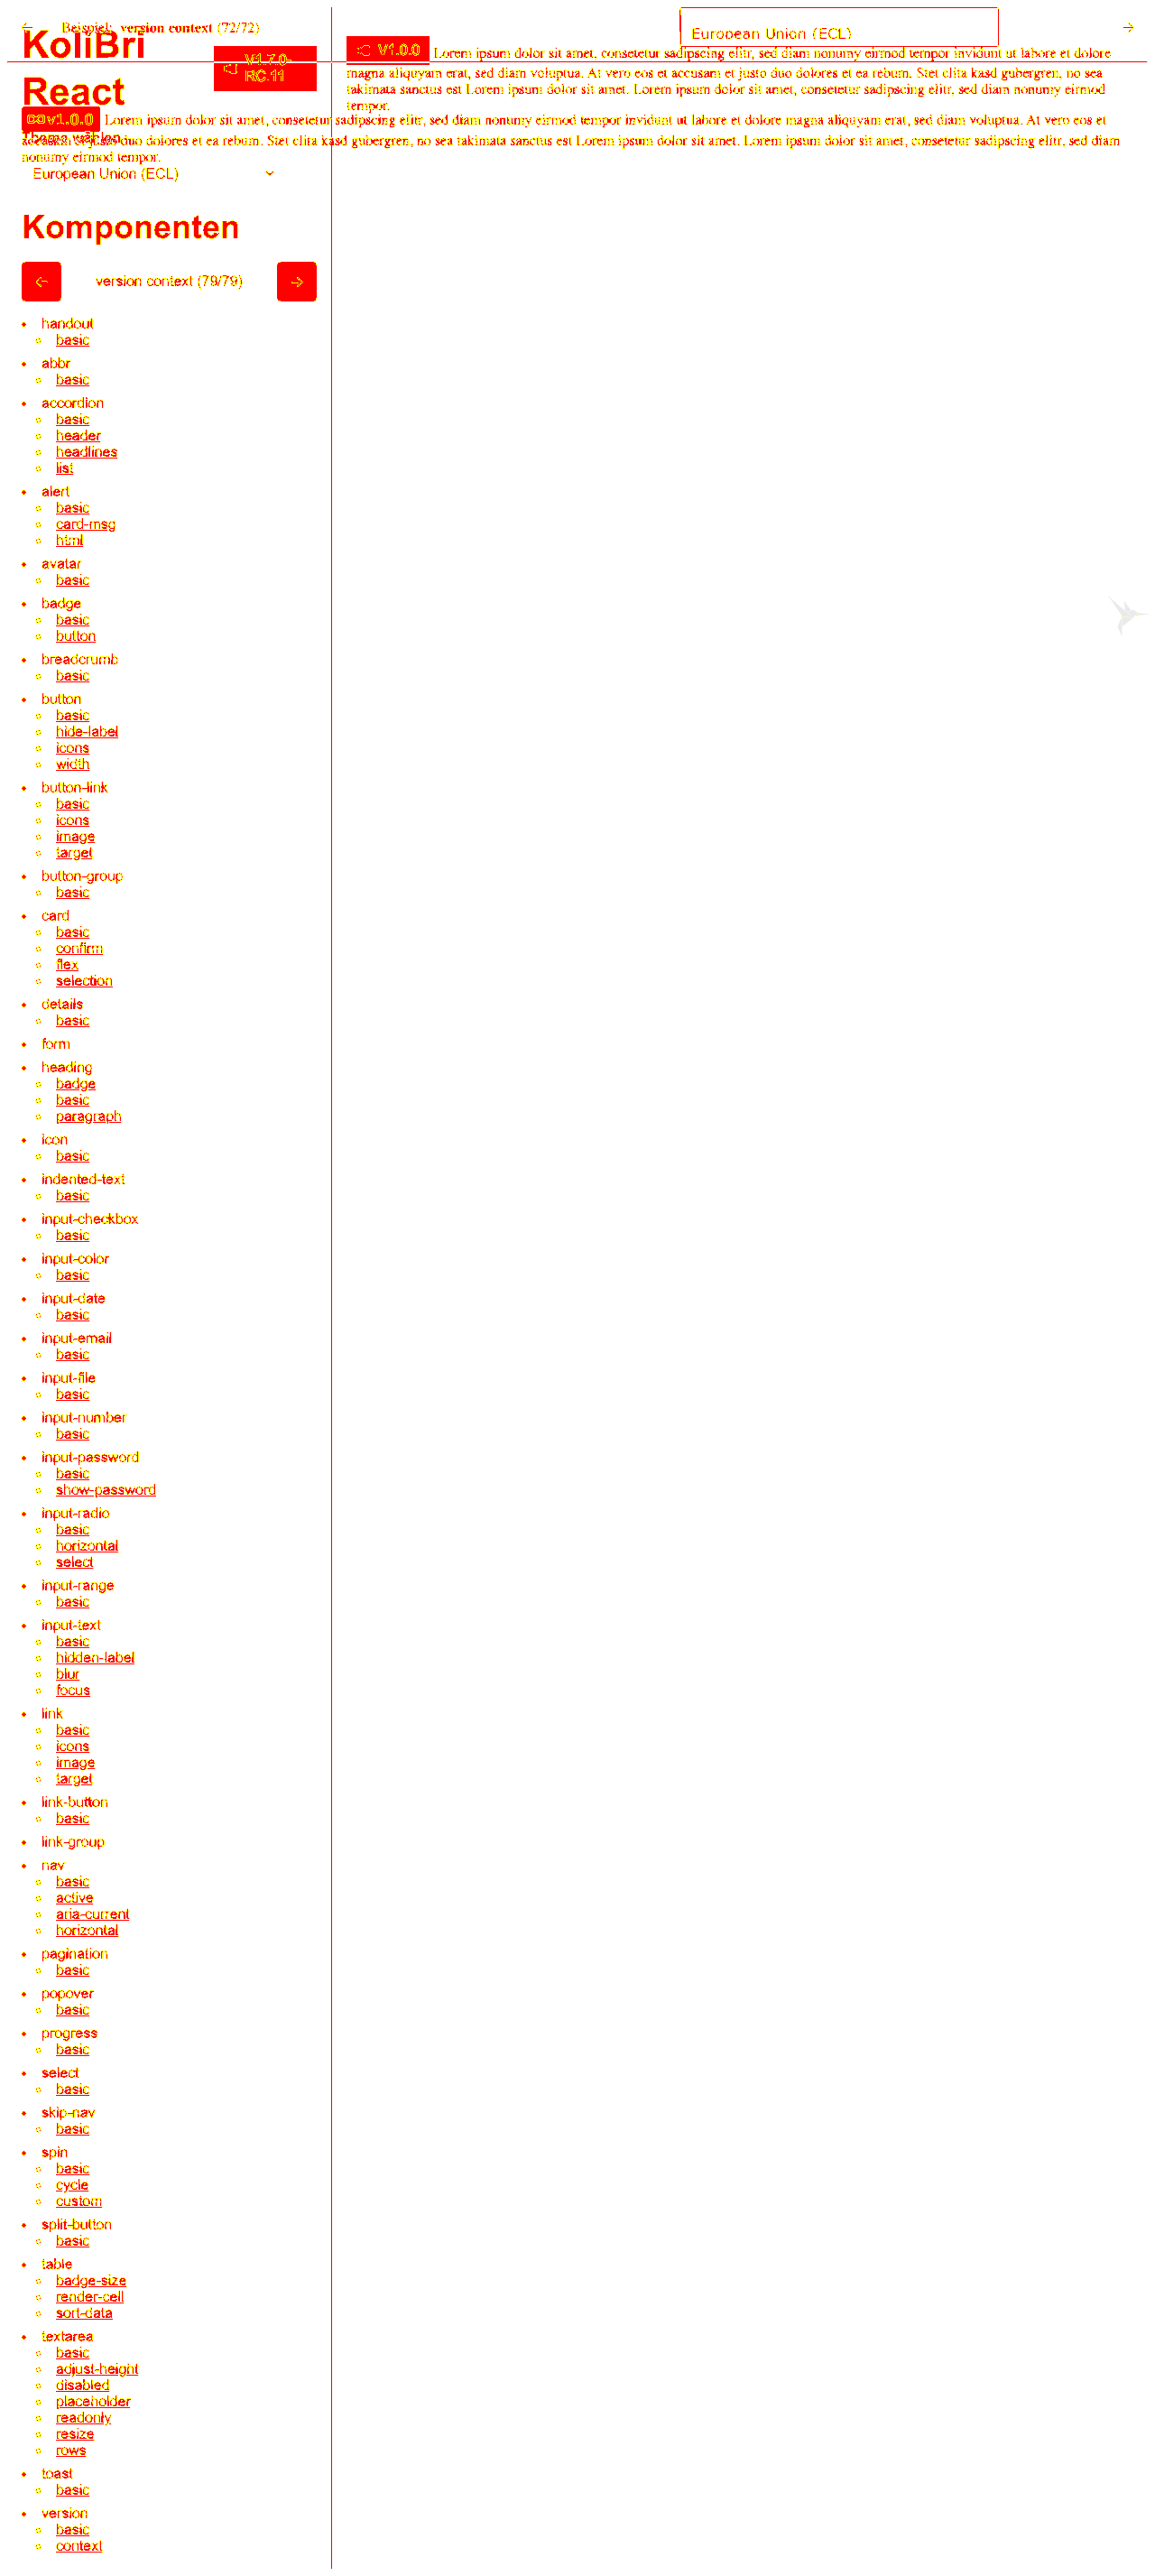 Beispiel: version context (72/72)
European Union (ECL)
KoliBri
React
V1.7.0-
RC.11
V1.0.0 Lorem ipsum dolor sit amet, consetetur sadipscing elitr, sed diam nonumy eirmod tempor invidunt ut labore et dolore
magna aliquyam erat, sed diam voluptua. At vero eos et accusam et justo duo dolores et ea rebum. Stet clita kasd gubergren, no sea
takimata sanctus est Lorem ipsum dolor sit amet. Lorem ipsum dolor sit amet, consetetur sadipscing elitr, sed diam nonumy eirmod
tempor.
v1.0.0 Lorem ipsum dolor sit amet, consetetur sadipscing elitr, sed diam nonumy eirmod tempor invidunt ut labore et dolore magna aliquyam erat, sed diam voluptua. At vero eos et
Theme wählen
accusam et justo duo dolores et ea rebum. Stet clita kasd gubergren, no sea takimata sanctus est Lorem ipsum dolor sit amet. Lorem ipsum dolor sit amet, consetetur sadipscing elitr, sed diam
nonumy eirmod tempor.
European Union (ECL)
Komponenten
version context (79/79)
handout
basic
abbr
basic
accordion
basic
header
headlines
list
alert
basic
card-msg
html
avatar
basic
badge
basic
button
breadcrumb
basic
button
basic
hide-label
icons
width
button-link
basic
icons
image
target
button-group
basic
card
basic
confirm
flex
selection
details
basic
form
heading
badge
basic
paragraph
icon
basic
indented-text
basic
input-checkbox
basic
input-color
basic
input-date
basic
input-email
basic
input-file
basic
input-number
basic
input-password
basic
show-password
input-radio
basic
horizontal
select
input-range
basic
input-text
basic
hidden-label
blur
focus
link
basic
icons
image
target
link-button
basic
link-group
nav
basic
active
aria-current
horizontal
pagination
basic
popover
basic
progress
basic
select
basic
skip-nav
basic
spin
basic
cycle
custom
split-button
basic
table
badge-size
render-cell
sort-data
textarea
basic
adjust-height
disabled
placeholder
readonly
resize
rows
toast
basic
version
basic
context